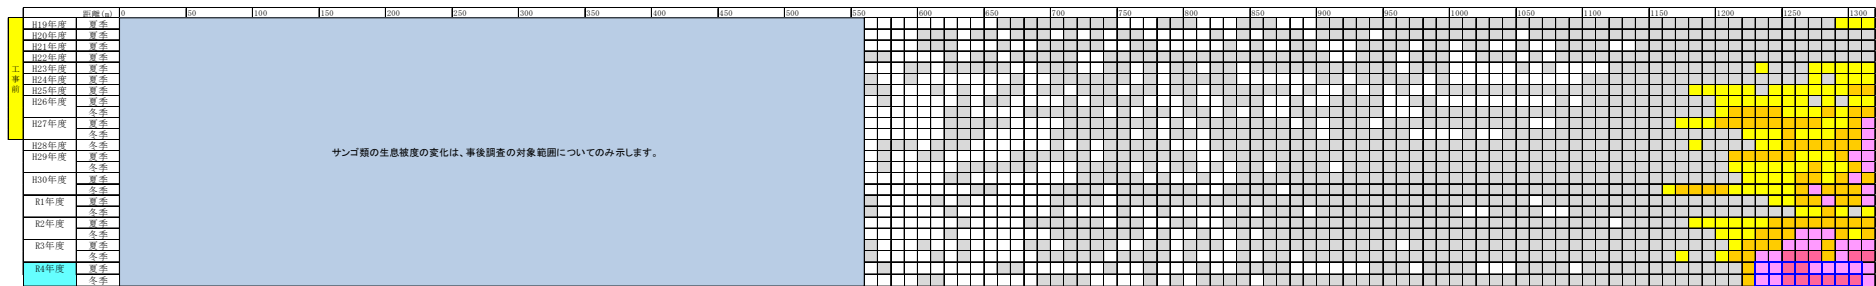 距離(m) 0 50 100 150 200 250 300 350 400 450 500 550 600 650 700 750 800 850 900 950 1000 1050 1100 1150 1200 1250 1300
工事前
H19年度 夏季
H20年度 夏季
H21年度 夏季
H22年度 夏季
H23年度 夏季
H24年度 夏季
H25年度 夏季
H26年度 夏季
冬季
H27年度 夏季
冬季
H28年度 冬季
H29年度 夏季
冬季
H30年度 夏季
冬季
R1年度 夏季
冬季
R2年度 夏季
冬季
R3年度 夏季
冬季
R4年度 夏季
冬季
サンゴ類の生息被度の変化は、事後調査の対象範囲についてのみ示します。